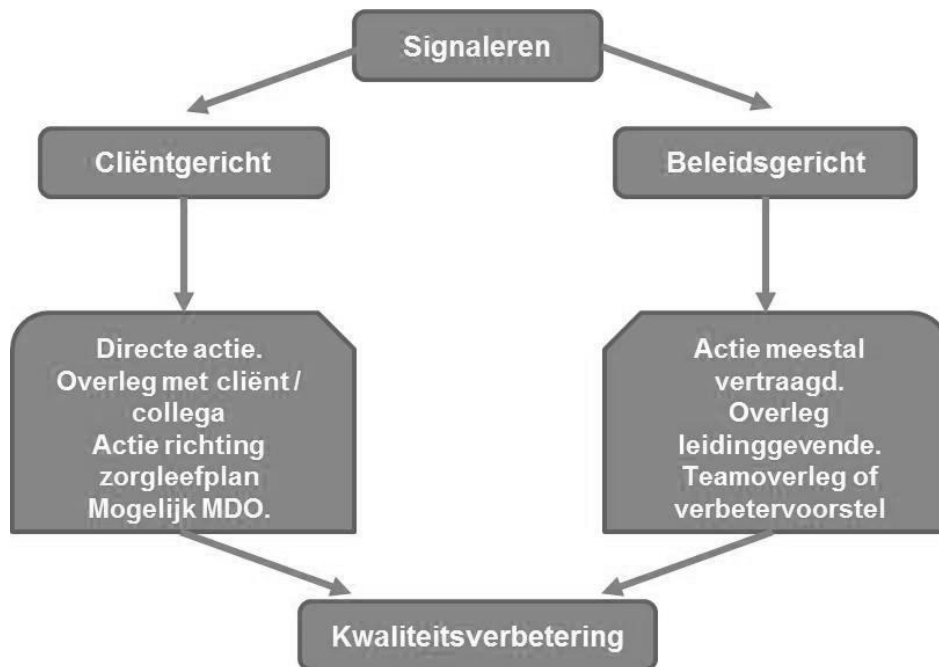 Signaleren
Cliëntgericht
Beleidsgericht
Directe actie.
Overleg met cliënt /
collega
Actie richting
zorgleefplan
Mogelijk MDO.
Actie meestal
vertraagd.
Overleg
leidinggevende.
Teamoverleg of
verbetervoorstel
Kwaliteitsverbetering